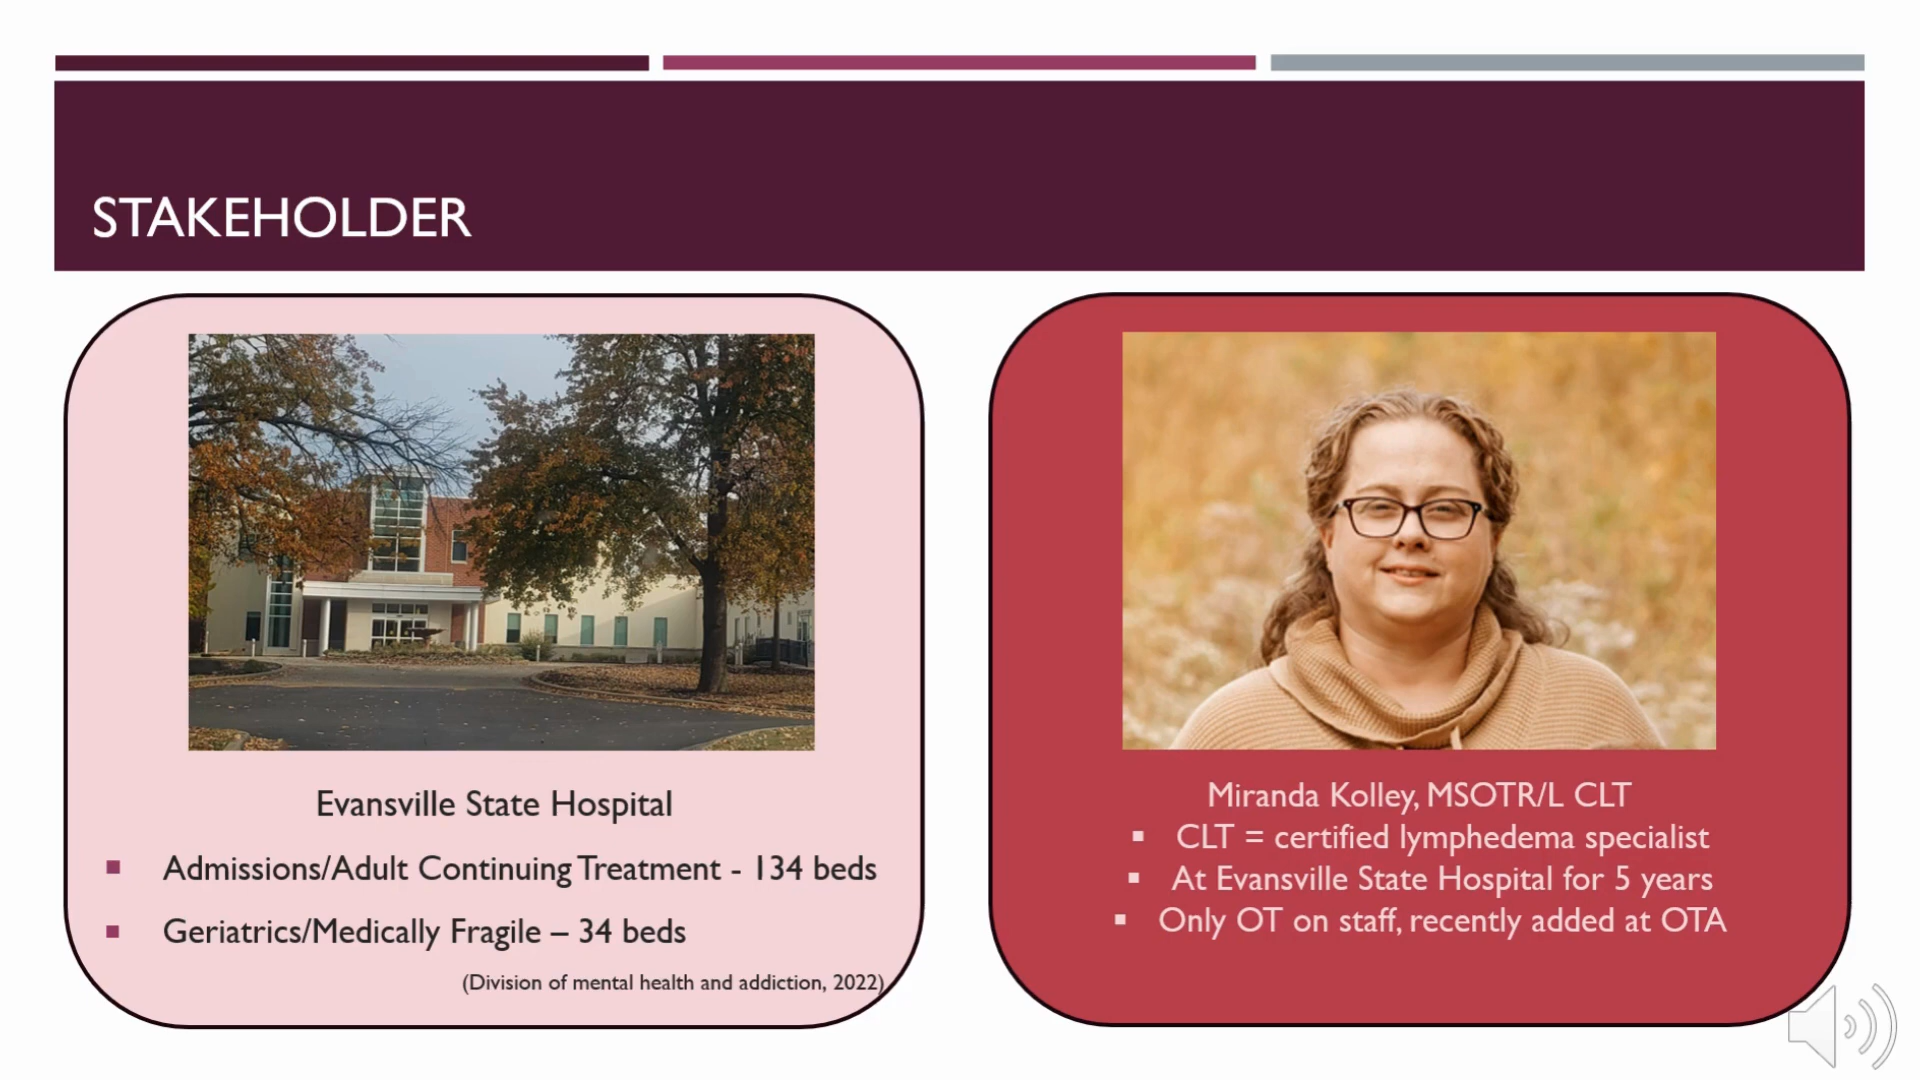 STAKEHOLDER
Evansville State Hospital
▪ Admissions/Adult Continuing Treatment - 134 beds
▪ Geriatrics/Medically Fragile – 34 beds
(Division of mental health and addiction, 2022)
Miranda Kolley, MSOTR/L CLT
▪ CLT = certified lymphedema specialist
▪ At Evansville State Hospital for 5 years
▪ Only OT on staff, recently added at OTA